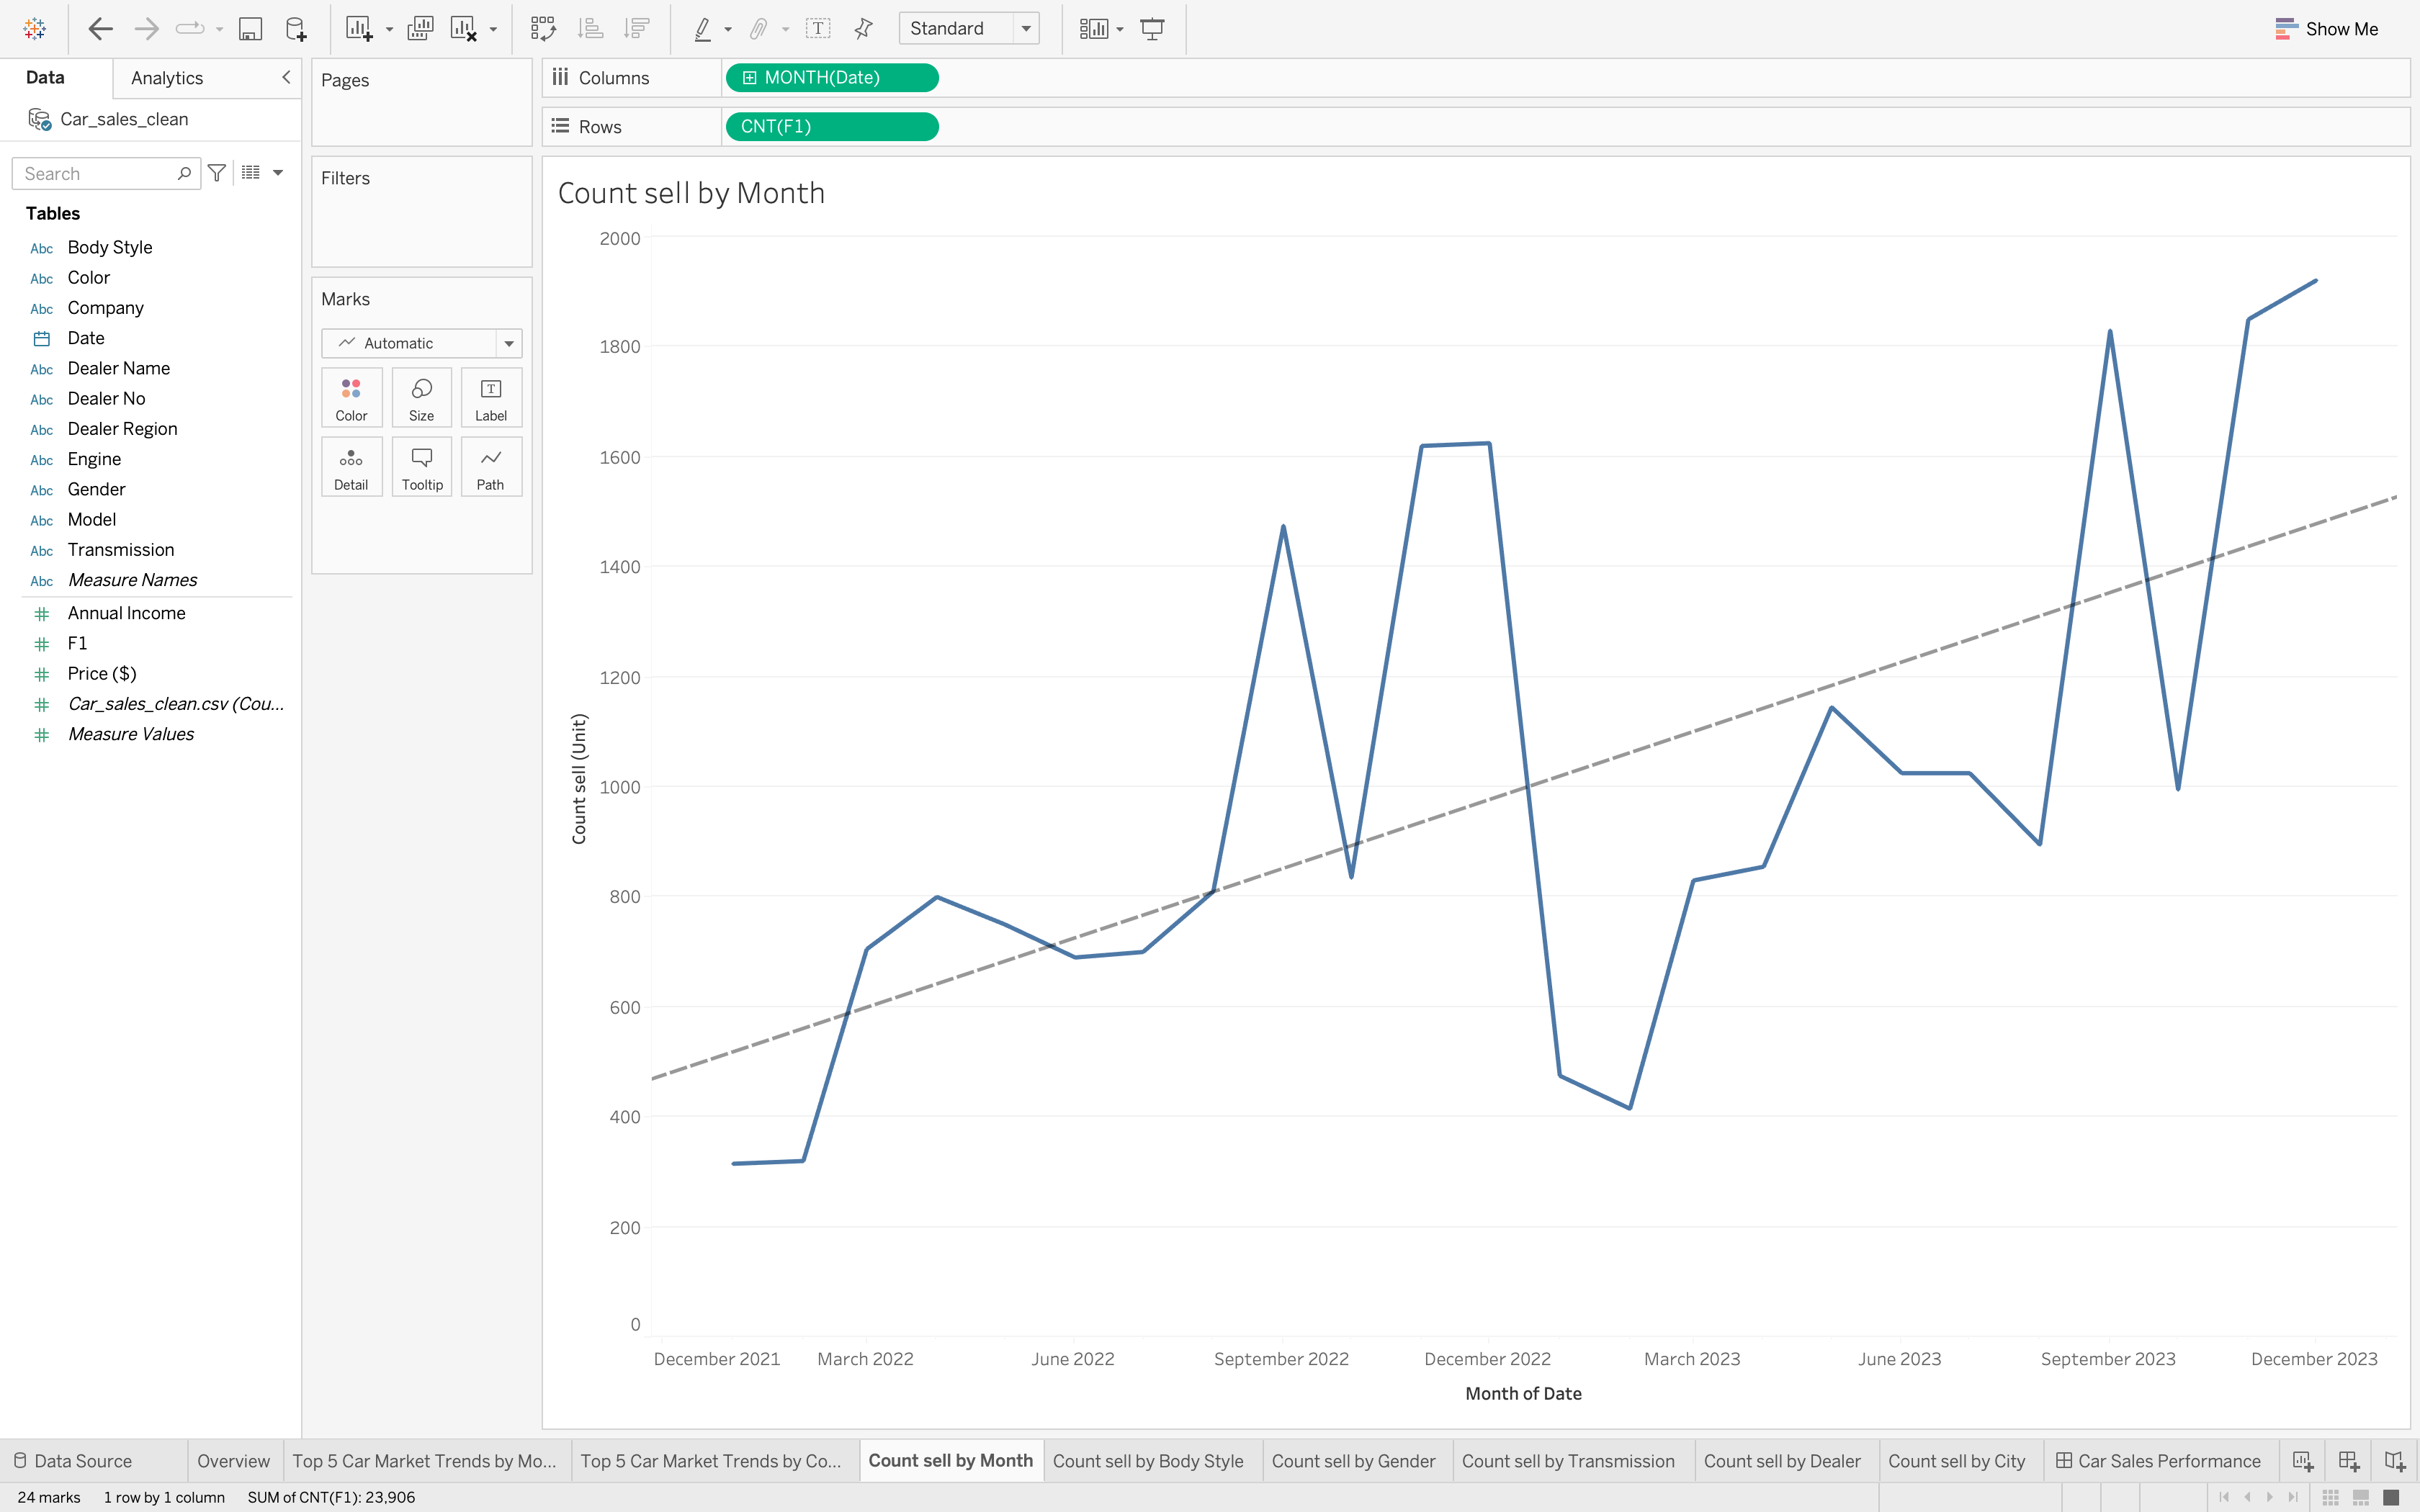 Standard
Show Me
Data
Analytics
Car_sales_clean
Search
Tables
Abc Body Style
Abc Color
Abc Company
Date
Abc Dealer Name
Abc Dealer No
Abc Dealer Region
Abc Engine
Abc Gender
Abc Model
Abc Transmission
Abc Measure Names
Annual Income
F1
Price ($)
Car_sales_clean.csv (Cou...
Measure Values
Pages
Filters
Marks
Automatic
Color Size Label
Detail Tooltip Path
Columns MONTH(Date)
Rows CNT(F1)
Count sell by Month
2000
1800
1600
1400
1200
1000
800
600
400
200
0
Count sell (Unit)
December 2021 March 2022 June 2022 September 2022 December 2022 March 2023 June 2023 September 2023 December 2023
Month of Date
Data Source Overview Top 5 Car Market Trends by Mo... Top 5 Car Market Trends by Co... Count sell by Month Count sell by Body Style Count sell by Gender Count sell by Transmission Count sell by Dealer Count sell by City Car Sales Performance
24 marks 1 row by 1 column SUM of CNT(F1): 23,906